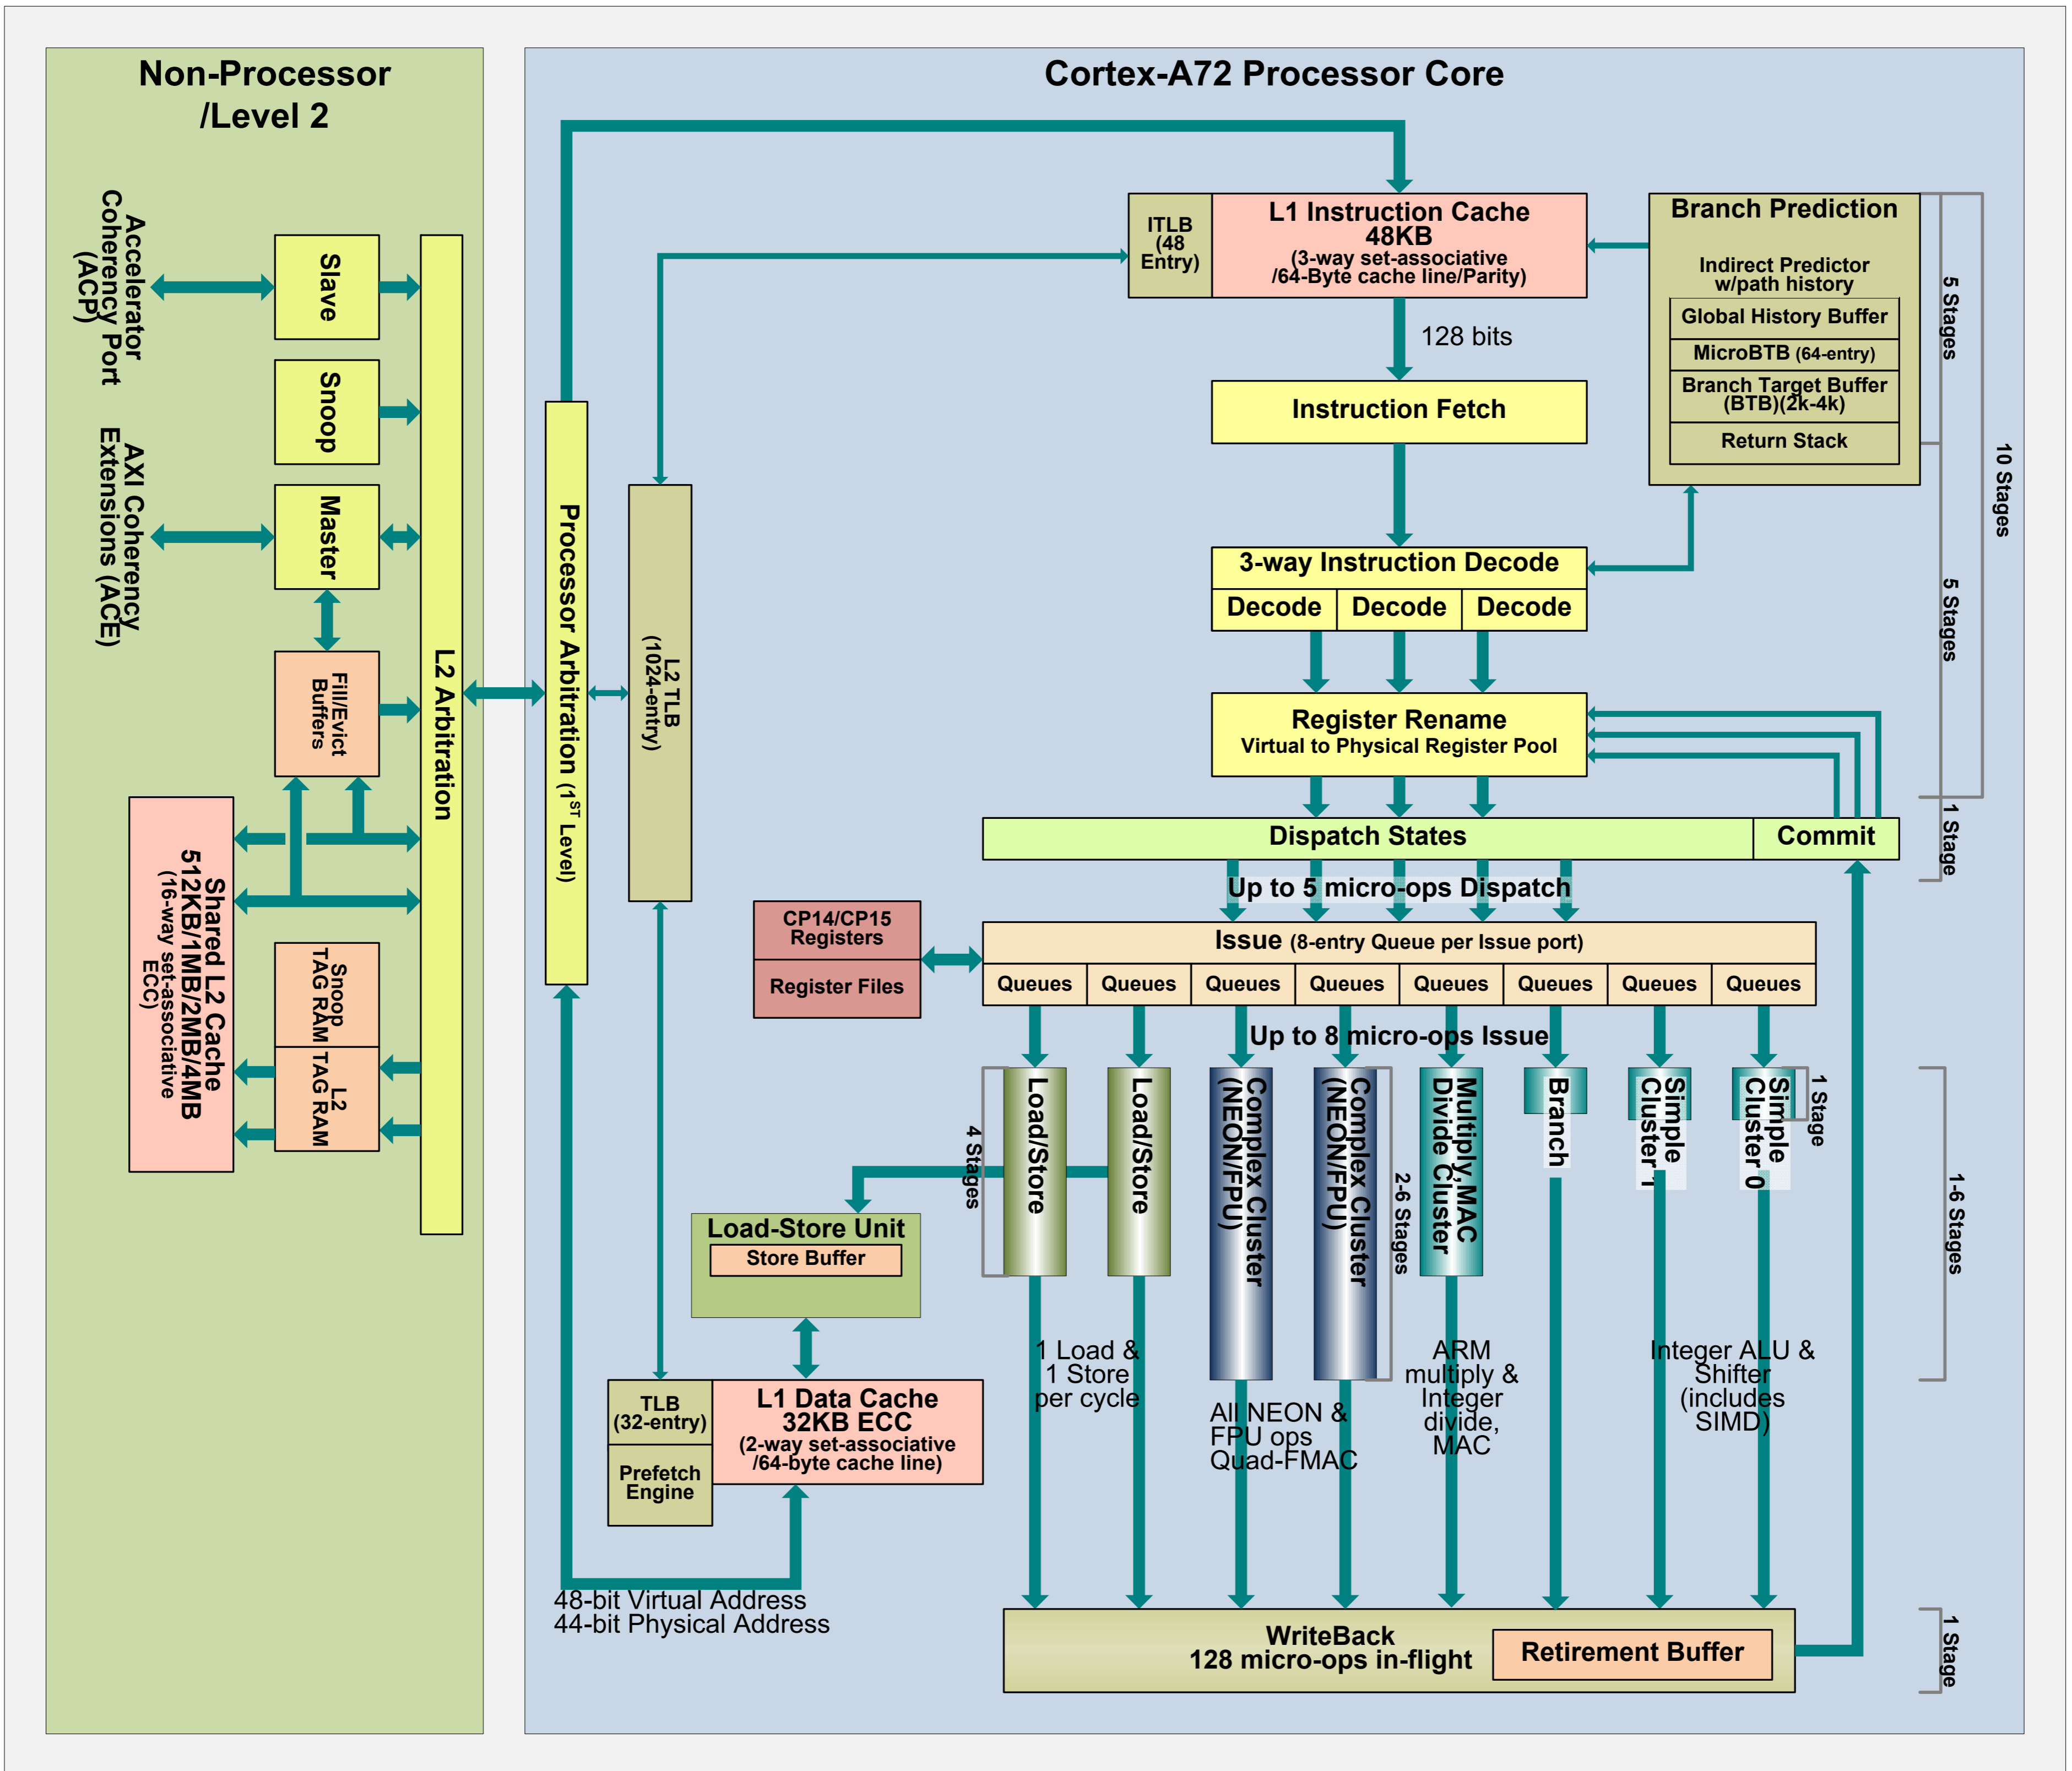 Non-Processor
/Level 2
Accelerator
Coherency Port
(ACP)
AXI Coherency
Extensions (ACE)
Slave
Snoop
Master
Fill/Evict
Buffers
L2 Arbitration
Shared L2 Cache
512KB/1MB/2MB/4MB
(16-way set-associative
ECC)
Snoop
TAG RAM
L2
TAG RAM
Cortex-A72 Processor Core
Processor Arbitration (1ST Level)
L2 TLB
(1024-entry)
ITLB
(48
Entry)
L1 Instruction Cache
48KB
(3-way set-associative
/64-Byte cache line/Parity)
128 bits
Branch Prediction
Indirect Predictor
w/path history
Global History Buffer
MicroBTB (64-entry)
Branch Target Buffer
(BTB)(2k-4k)
Return Stack
5 Stages
10 Stages
5 Stages
1 Stage
Instruction Fetch
3-way Instruction Decode
Decode
Decode
Decode
Register Rename
Virtual to Physical Register Pool
Dispatch States
Commit
Up to 5 micro-ops Dispatch
CP14/CP15
Registers
Register Files
Issue (8-entry Queue per Issue port)
Queues
Queues
Queues
Queues
Queues
Queues
Queues
Queues
Up to 8 micro-ops Issue
4 Stages
Load/Store
Load/Store
Complex Cluster
(NEON/FPU)
Complex Cluster
(NEON/FPU)
2-6 Stages
Multiply,MAC
Divide Cluster
Branch
Simple
Cluster 1
Simple
Cluster 0
1 Stage
1-6 Stages
Load-Store Unit
Store Buffer
TLB
(32-entry)
Prefetch
Engine
L1 Data Cache
32KB ECC
(2-way set-associative
/64-byte cache line)
1 Load &
1 Store
per cycle
All NEON &
FPU ops
Quad-FMAC
ARM
multiply &
Integer
divide,
MAC
Integer ALU &
Shifter
(includes
SIMD)
48-bit Virtual Address
44-bit Physical Address
WriteBack
128 micro-ops in-flight
Retirement Buffer
1 Stage